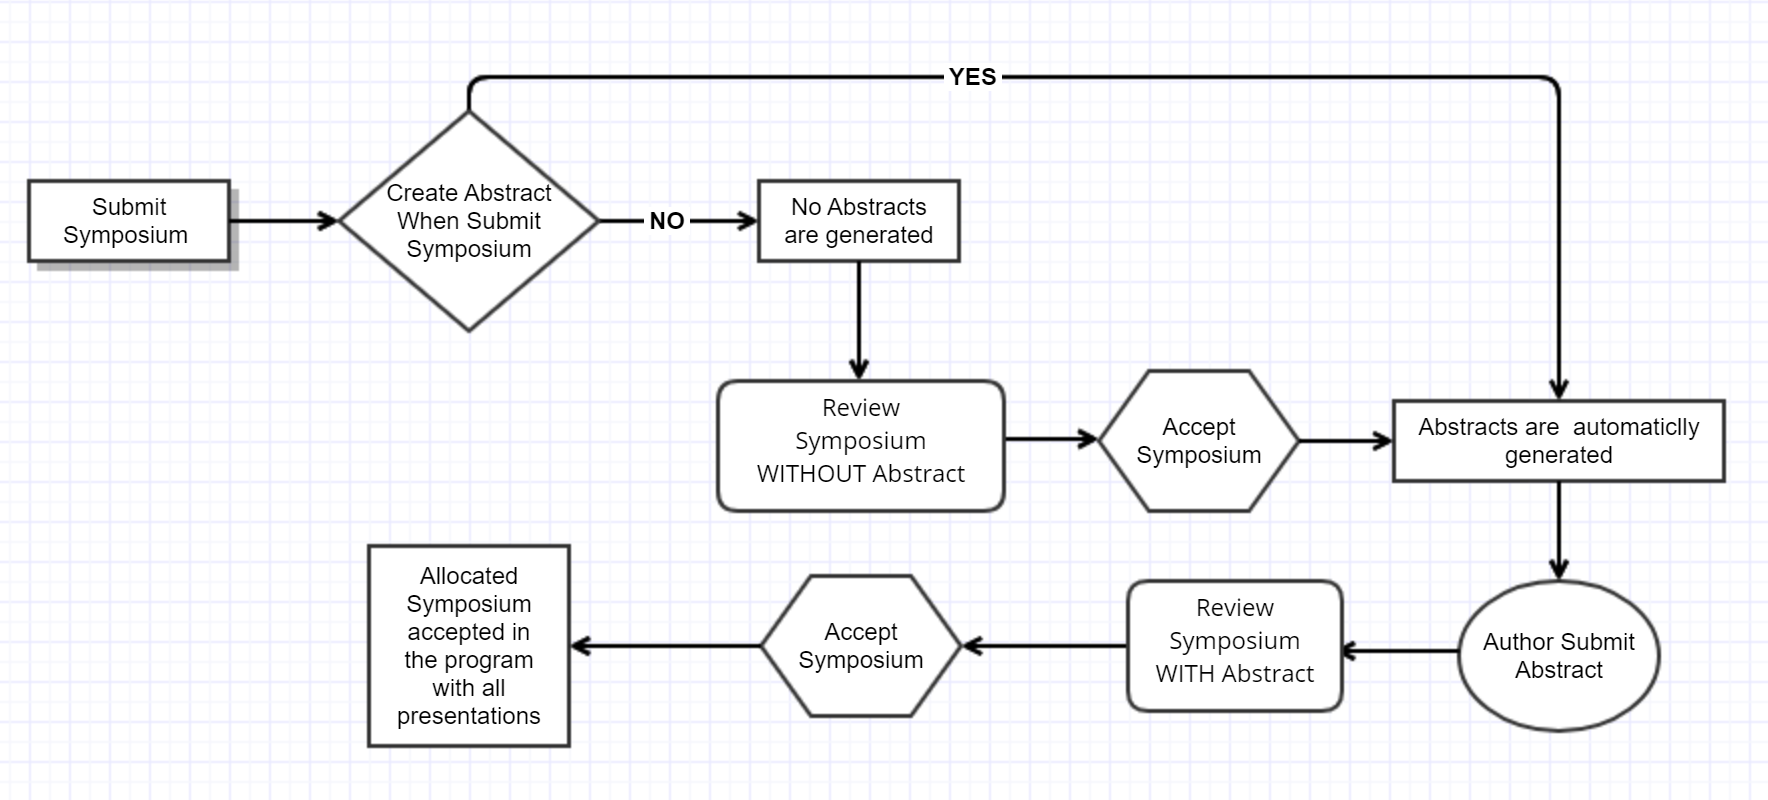 YES
Submit
Symposium
Create Abstract
When Submit
Symposium
NO
No Abstracts
are generated
Review
Symposium
WITHOUT Abstract
Accept
Symposium
Abstracts are  automaticlly
generated
Author Submit
Abstract
Review
Symposium
WITH Abstract
Accept
Symposium
Allocated
Symposium
accepted in
the program
with all
presentations